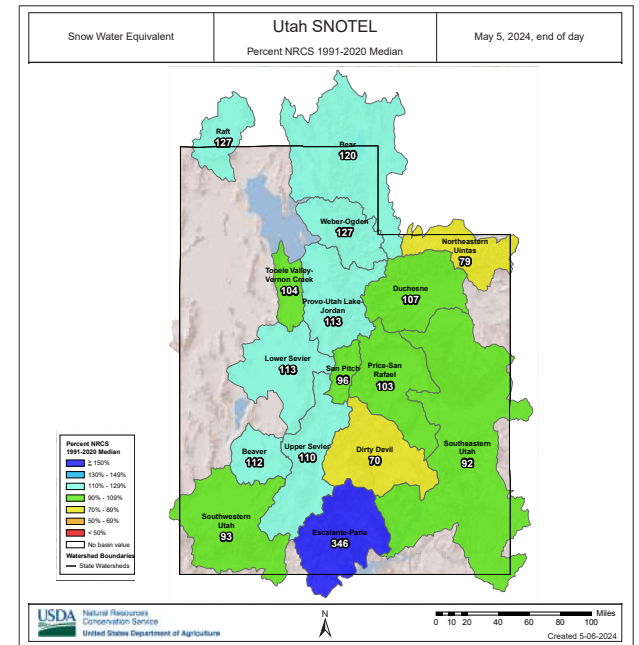 Snow Water Equivalent
Utah SNOTEL
Percent NRCS 1991-2020 Median
May 5, 2024, end of day
Raft
127
Bear
120
Weber-Ogden
127
Northeastern
Uintas
79
Tooele Valley-
Vernon Creek
104
Duchesne
107
Provo-Utah Lake-
Jordan
113
Lower Sevier
113
San Pitch
96
Price-San
Rafael
103
Beaver
112
Upper Sevier
110
Dirty Devil
70
Southeastern
Utah
92
Southwestern
Utah
93
Escalante-Paria
346
Percent NRCS
1991-2020 Median
≥ 150%
130% - 149%
110% - 129%
90% - 109%
70% - 89%
50% - 69%
< 50%
No basin value
Watershed Boundaries
State Watersheds
USDA
Natural Resources
Conservation Service
United States Department of Agriculture
N
Miles
0 10 20 40 60 80 100
Created 5-06-2024